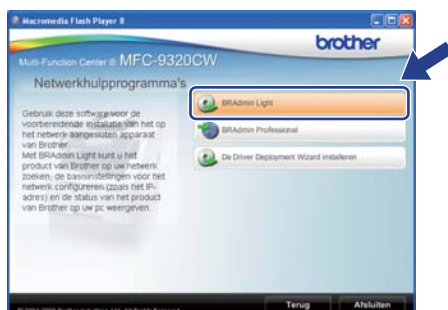 Macromedia Flash Player 8
brother
Multi-Function Center® MFC-9320CW
Netwerkhulpprogramma's
BRAdmin Light
BRAdmin Professional
De Driver Deployment Wizard installeren
Gebruik deze software voor de
voorbereidende installatie van het op
het netwerk aangesloten apparaat
van Brother.
Met BRAdmin Light kunt u het
product van Brother op uw netwerk
zoeken, de basisinstellingen voor het
netwerk configureren (zoals het IP-
adres) en de status van het product
van Brother op uw pc weergeven.
Terug
Afsluiten